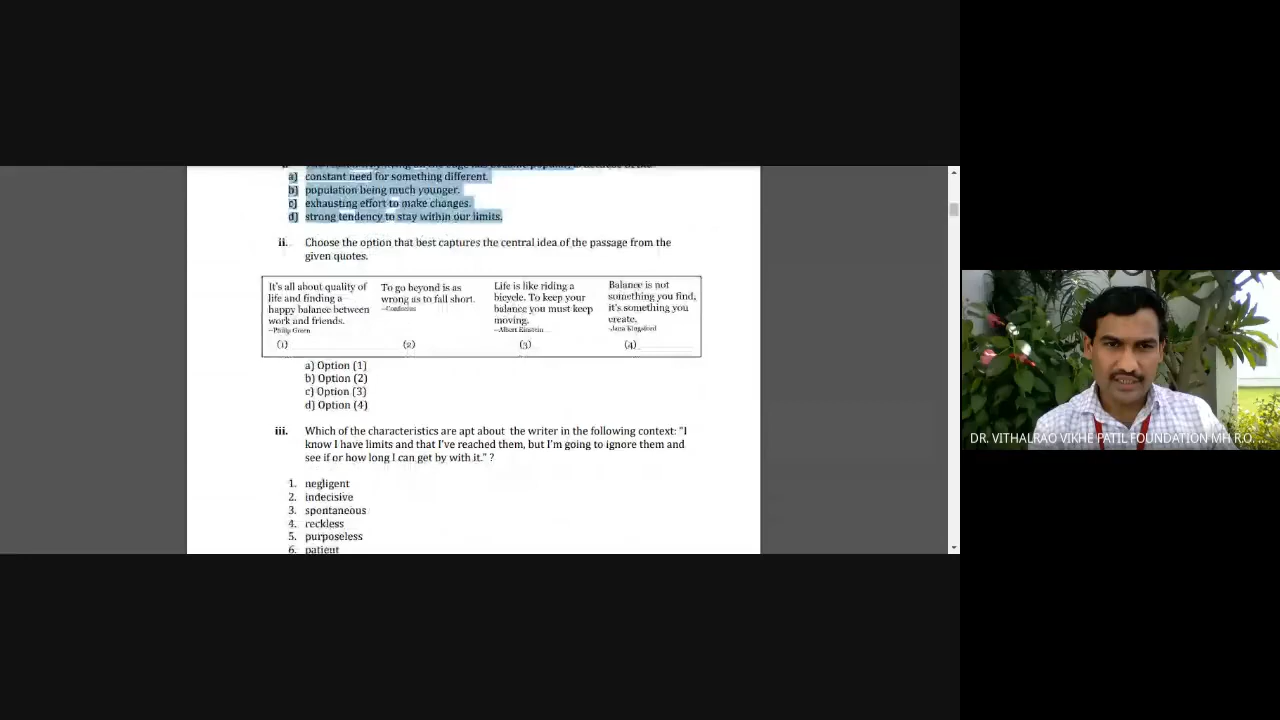 a) constant need for something different.
b) population being much younger.
c) exhausting effort to make changes.
d) strong tendency to stay within our limits.
ii. Choose the option that best captures the central idea of the passage from the
given quotes.
It's all about quality of
life and finding a
happy balance between
work and friends.
–Philip Green
(1)
To go beyond is as
wrong as to fall short.
–Confucius
(2)
Life is like riding a
bicycle. To keep your
balance you must keep
moving.
–Albert Einstein
(3)
Balance is not
something you find,
it's something you
create.
-Jana Kingsford
(4)
a) Option (1)
b) Option (2)
c) Option (3)
d) Option (4)
iii. Which of the characteristics are apt about the writer in the following context: "I
know I have limits and that I've reached them, but I'm going to ignore them and
see if or how long I can get by with it." ?
1. negligent
2. indecisive
3. spontaneous
4. reckless
5. purposeless
6. patient
DR. VITHALRAO VIKHE PATIL FOUNDATION MH R.O. ...